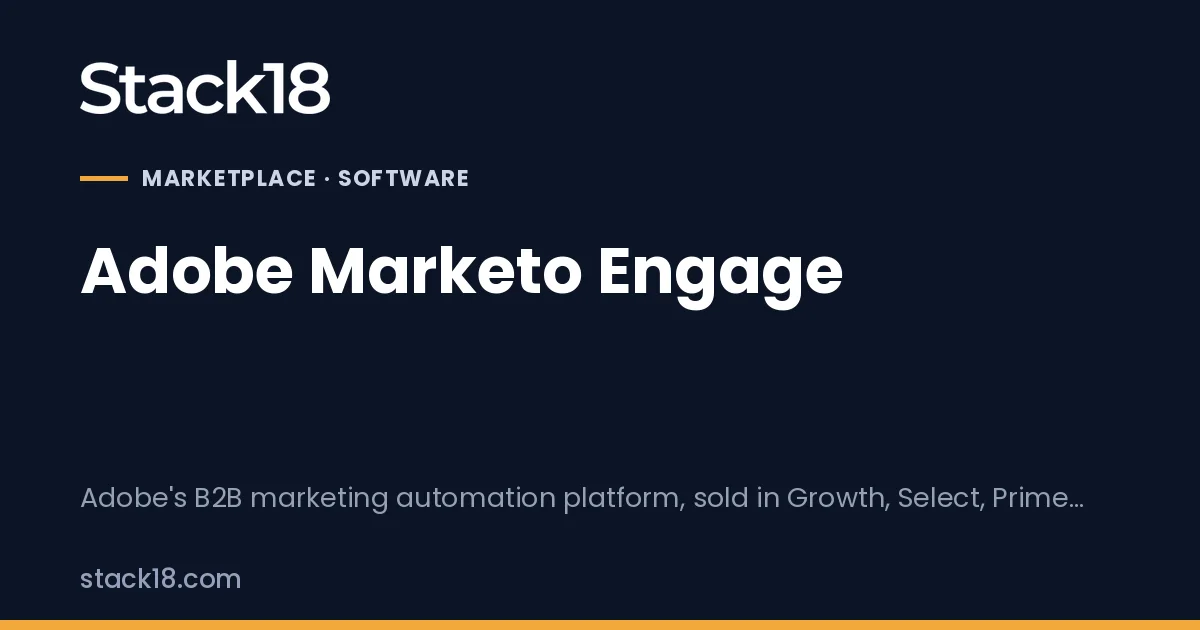 Stack18
MARKETPLACE · SOFTWARE
Adobe Marketo Engage
Adobe's B2B marketing automation platform, sold in Growth, Select, Prime...
stack18.com